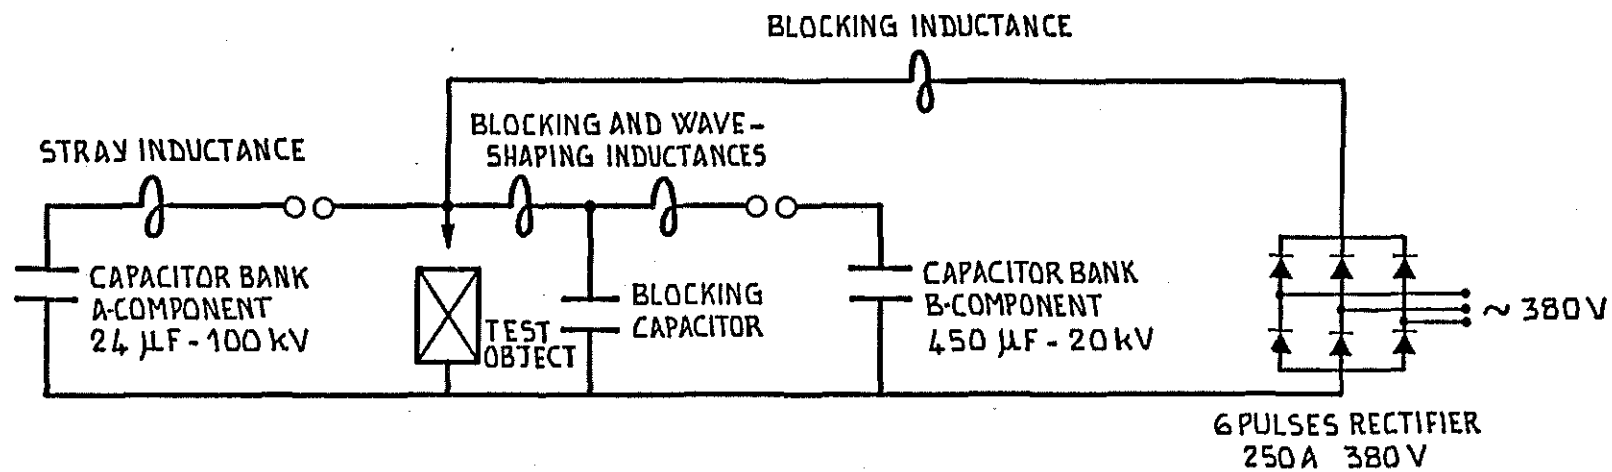 BLOCKING INDUCTANCE
BLOCKING AND WAVE-
SHAPING INDUCTANCES
STRAY INDUCTANCE
CAPACITOR BANK
A-COMPONENT
24 µF - 100 kV
TEST
OBJECT
BLOCKING
CAPACITOR
CAPACITOR BANK
B-COMPONENT
450 µF - 20 kV
~ 380 V
6 PULSES RECTIFIER
250 A 380 V